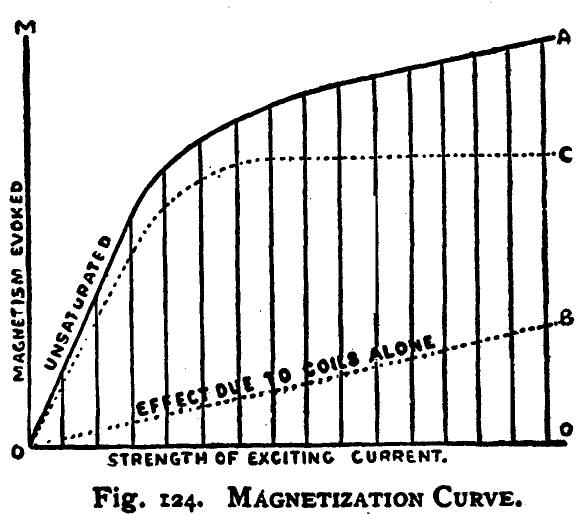 M
A
C
B
O
O
MAGNETISM EVOKED
UNSATURATED
EFFECT DUE TO COILS ALONE
STRENGTH OF EXCITING CURRENT.
Fig. 124. MAGNETIZATION CURVE.